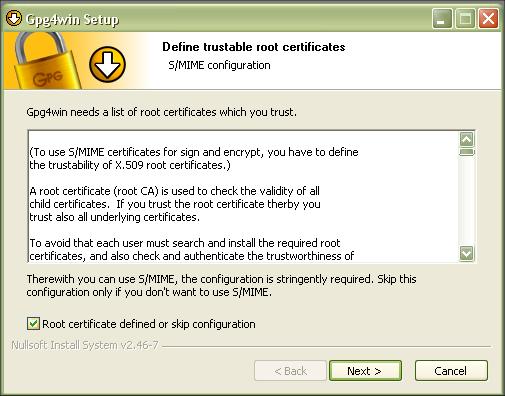 Gpg4win Setup
GPG
Define trustable root certificates
S/MIME configuration
Gpg4win needs a list of root certificates which you trust.
(To use S/MIME certificates for sign and encrypt, you have to define
the trustability of X.509 root certificates.)
A root certificate (root CA) is used to check the validity of all
child certificates.  If you trust the root certificate therby you
trust also all underlying certificates.
To avoid that each user must search and install the required root
certificates, and also check and authenticate the trustworthiness of
Therewith you can use S/MIME, the configuration is stringently required. Skip this
configuration only if you don't want to use S/MIME.
Root certificate defined or skip configuration
Nullsoft Install System v2.46-7
< Back
Next >
Cancel